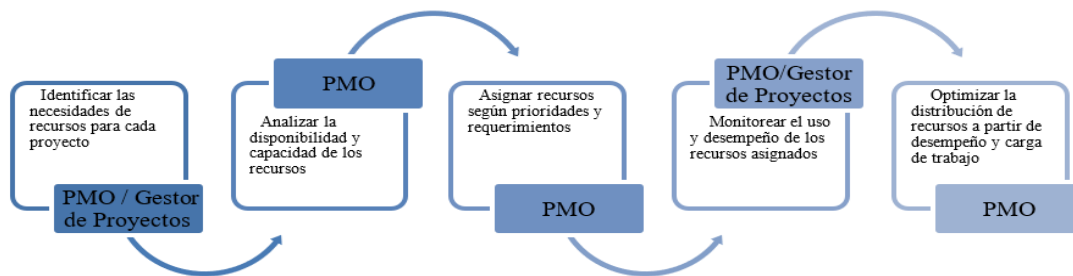 Identificar las
necesidades de
recursos para cada
proyecto
PMO / Gestor
de Proyectos
PMO
Analizar la
disponibilidad y
capacidad de los
recursos
Asignar recursos
según prioridades y
requerimientos
PMO
PMO/Gestor
de Proyectos
Monitorear el uso
y desempeño de los
recursos asignados
Optimizar la
distribución de
recursos a partir de
desempeño y carga
de trabajo
PMO